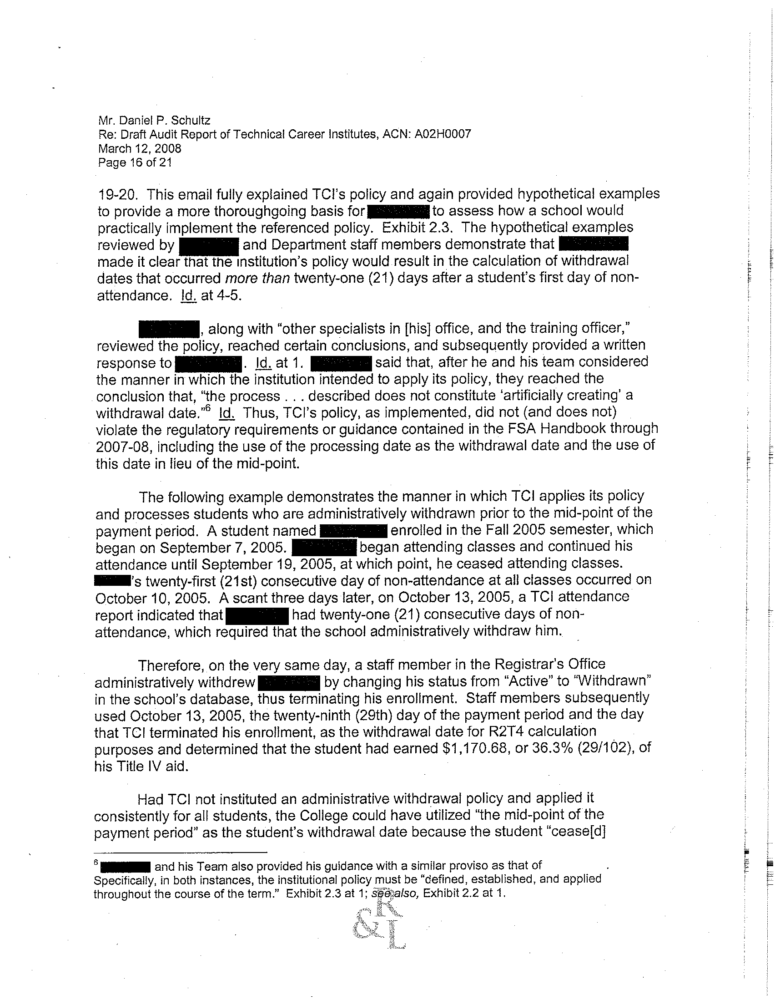 Mr. Daniel P. Schultz
Re: Draft Audit Report of Technical Career Institutes, ACN: A02H0007
March 12, 2008
Page 16 of 21
19-20. This email fully explained TCI's policy and again provided hypothetical examples
to provide a more thoroughgoing basis for to assess how a school would
practically implement the referenced policy. Exhibit 2.3. The hypothetical examples
reviewed by and Department staff members demonstrate that
made it clear that the institution's policy would result in the calculation of withdrawal
dates that occurred more than twenty-one (21) days after a student's first day of non-
attendance. Id. at 4-5.
, along with “other specialists in [his] office, and the training officer,”
reviewed the policy, reached certain conclusions, and subsequently provided a written
response to . Id. at 1. said that, after he and his team considered
the manner in which the institution intended to apply its policy, they reached the
conclusion that, “the process . . . described does not constitute ‘artificially creating’ a
withdrawal date.”6 Id. Thus, TCI's policy, as implemented, did not (and does not)
violate the regulatory requirements or guidance contained in the FSA Handbook through
2007-08, including the use of the processing date as the withdrawal date and the use of
this date in lieu of the mid-point.
The following example demonstrates the manner in which TCI applies its policy
and processes students who are administratively withdrawn prior to the mid-point of the
payment period. A student named enrolled in the Fall 2005 semester, which
began on September 7, 2005. began attending classes and continued his
attendance until September 19, 2005, at which point, he ceased attending classes.
's twenty-first (21st) consecutive day of non-attendance at all classes occurred on
October 10, 2005. A scant three days later, on October 13, 2005, a TCI attendance
report indicated that had twenty-one (21) consecutive days of non-
attendance, which required that the school administratively withdraw him.
Therefore, on the very same day, a staff member in the Registrar's Office
administratively withdrew by changing his status from “Active” to “Withdrawn”
in the school's database, thus terminating his enrollment. Staff members subsequently
used October 13, 2005, the twenty-ninth (29th) day of the payment period and the day
that TCI terminated his enrollment, as the withdrawal date for R2T4 calculation
purposes and determined that the student had earned $1,170.68, or 36.3% (29/102), of
his Title IV aid.
Had TCI not instituted an administrative withdrawal policy and applied it
consistently for all students, the College could have utilized “the mid-point of the
payment period” as the student's withdrawal date because the student “cease[d]
6 and his Team also provided his guidance with a similar proviso as that of
Specifically, in both instances, the institutional policy must be “defined, established, and applied
throughout the course of the term.” Exhibit 2.3 at 1; see also, Exhibit 2.2 at 1.
R
&L